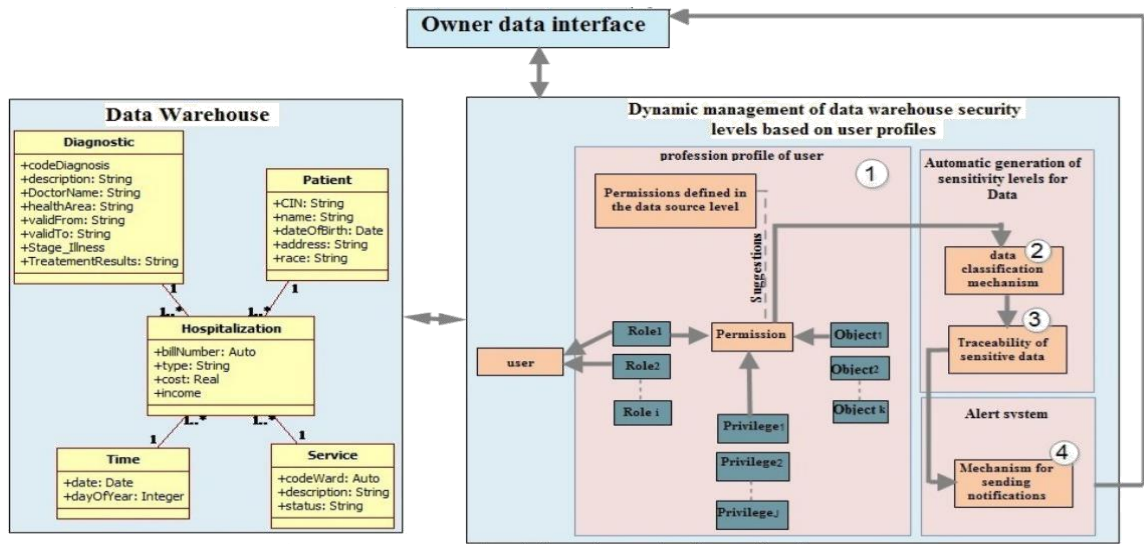 Owner data interface
Data Warehouse
Diagnostic
+codeDiagnosis
+description: String
+DoctorName: String
+healthArea: String
+validFrom: String
+validTo: String
+Stage_Illness
+TreatementResults: String
Patient
+CIN: String
+name: String
+dateOfBirth: Date
+address: String
+race: String
1
1
1..*
1..*
Hospitalization
+billNumber: Auto
+type: String
+cost: Real
+income
1..*
1..*
1
1
Time
+date: Date
+dayOfYear: Integer
Service
+codeWard: Auto
+description: String
+status: String
Dynamic management of data warehouse security
levels based on user profiles
profession profile of user
1
Permissions defined in
the data source level
Suggestions
user
Role1
Role2
Role i
Permission
Object1
Object2
Object k
Privilege1
Privilege2
PrivilegeJ
Automatic generation of
sensitivity levels for
Data
2
data
classification
mechanism
3
Traceability of
sensitive data
Alert system
4
Mechanism for
sending
notifications